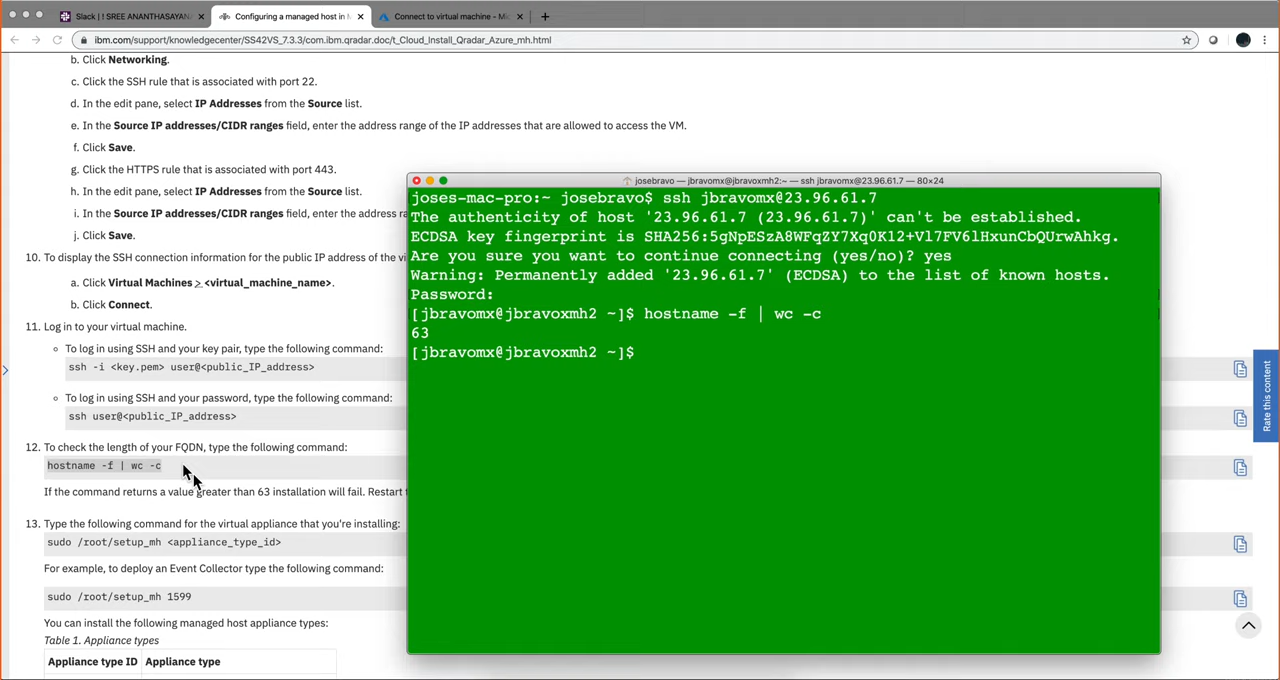 Slack | ! SREE ANANTHASAYANA
Configuring a managed host in M
Connect to virtual machine - Mic
ibm.com/support/knowledgecenter/SS42VS_7.3.3/com.ibm.qradar.doc/t_Cloud_Install_Qradar_Azure_mh.html
b. Click Networking.
c. Click the SSH rule that is associated with port 22.
d. In the edit pane, select IP Addresses from the Source list.
e. In the Source IP addresses/CIDR ranges field, enter the address range of the IP addresses that are allowed to access the VM.
f. Click Save.
g. Click the HTTPS rule that is associated with port 443.
h. In the edit pane, select IP Addresses from the Source list.
i. In the Source IP addresses/CIDR ranges field, enter the address ra
j. Click Save.
10. To display the SSH connection information for the public IP address of the vi
a. Click Virtual Machines > <virtual_machine_name>.
b. Click Connect.
11. Log in to your virtual machine.
To log in using SSH and your key pair, type the following command:
ssh -i <key.pem> user@<public_IP_address>
To log in using SSH and your password, type the following command:
ssh user@<public_IP_address>
12. To check the length of your FQDN, type the following command:
hostname -f | wc -c
If the command returns a value greater than 63 installation will fail. Restart t
13. Type the following command for the virtual appliance that you're installing:
sudo /root/setup_mh <appliance_type_id>
For example, to deploy an Event Collector type the following command:
sudo /root/setup_mh 1599
You can install the following managed host appliance types:
Table 1. Appliance types
Appliance type ID Appliance type
josebravo — jbravomx@jbravoxmh2:~ — ssh jbravomx@23.96.61.7 — 80×24
joses-mac-pro:~ josebravo$ ssh jbravomx@23.96.61.7
The authenticity of host '23.96.61.7 (23.96.61.7)' can't be established.
ECDSA key fingerprint is SHA256:5gNpESzA8WFqZY7Xq0K12+Vl7FV6lHxunCbQUrwAhkg.
Are you sure you want to continue connecting (yes/no)? yes
Warning: Permanently added '23.96.61.7' (ECDSA) to the list of known hosts.
Password:
[jbravomx@jbravoxmh2 ~]$ hostname -f | wc -c
63
[jbravomx@jbravoxmh2 ~]$
Rate this content